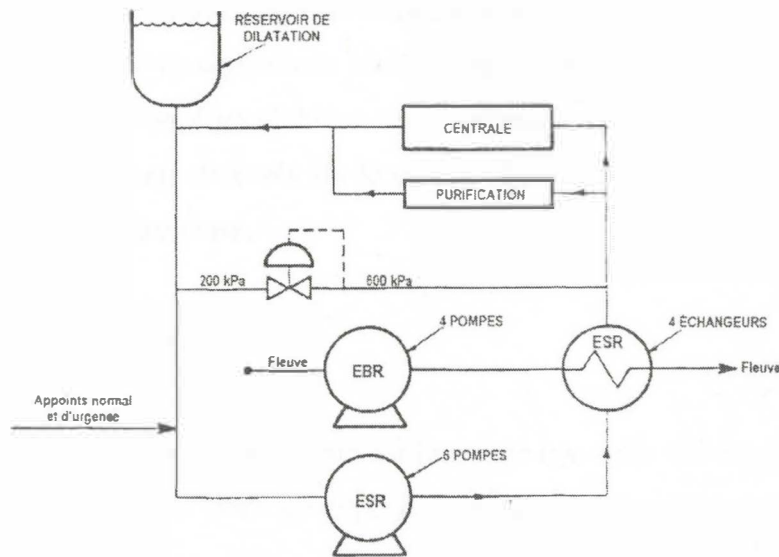 RÉSERVOIR DE
DILATATION
CENTRALE
PURIFICATION
200 kPa
600 kPa
4 POMPES
4 ÉCHANGEURS
ESR
Fleuve
EBR
Fleuve
Appoints normal
et d'urgence
6 POMPES
ESR